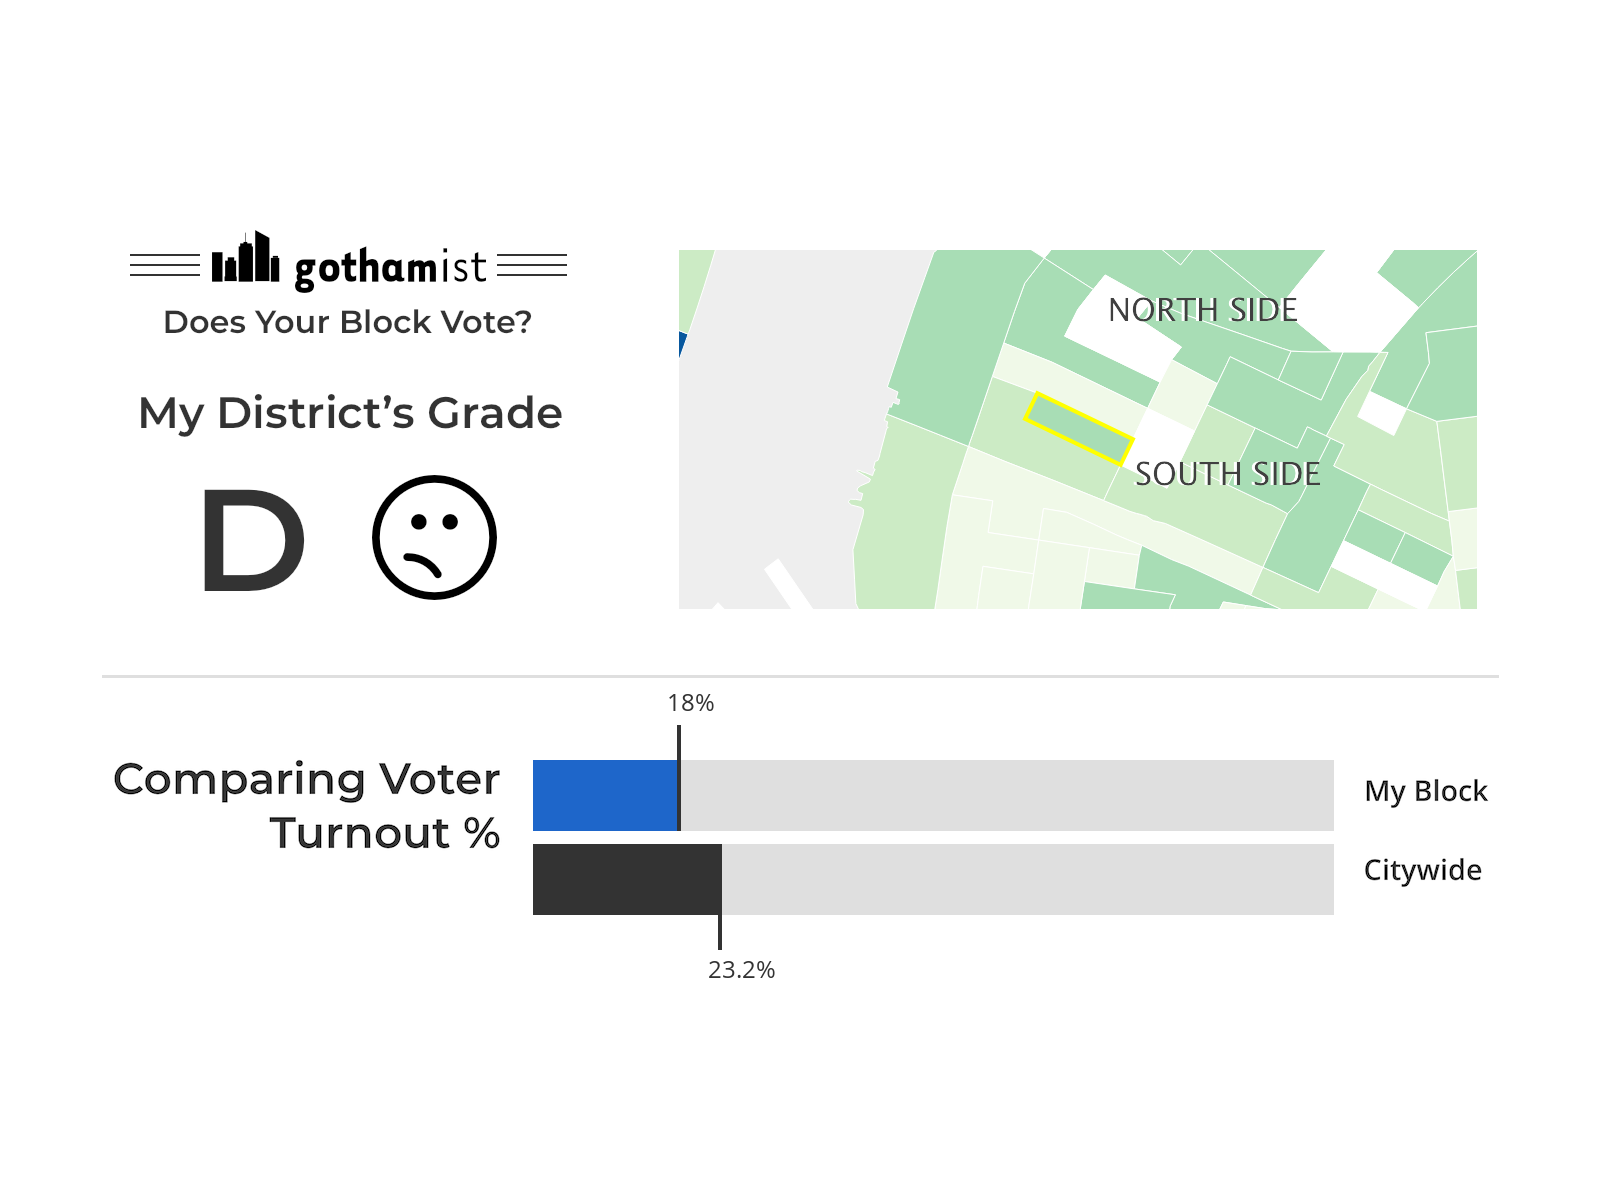 gothamist
Does Your Block Vote?
My District’s Grade
D
NORTH SIDE
SOUTH SIDE
18%
Comparing Voter
Turnout %
My Block
Citywide
23.2%